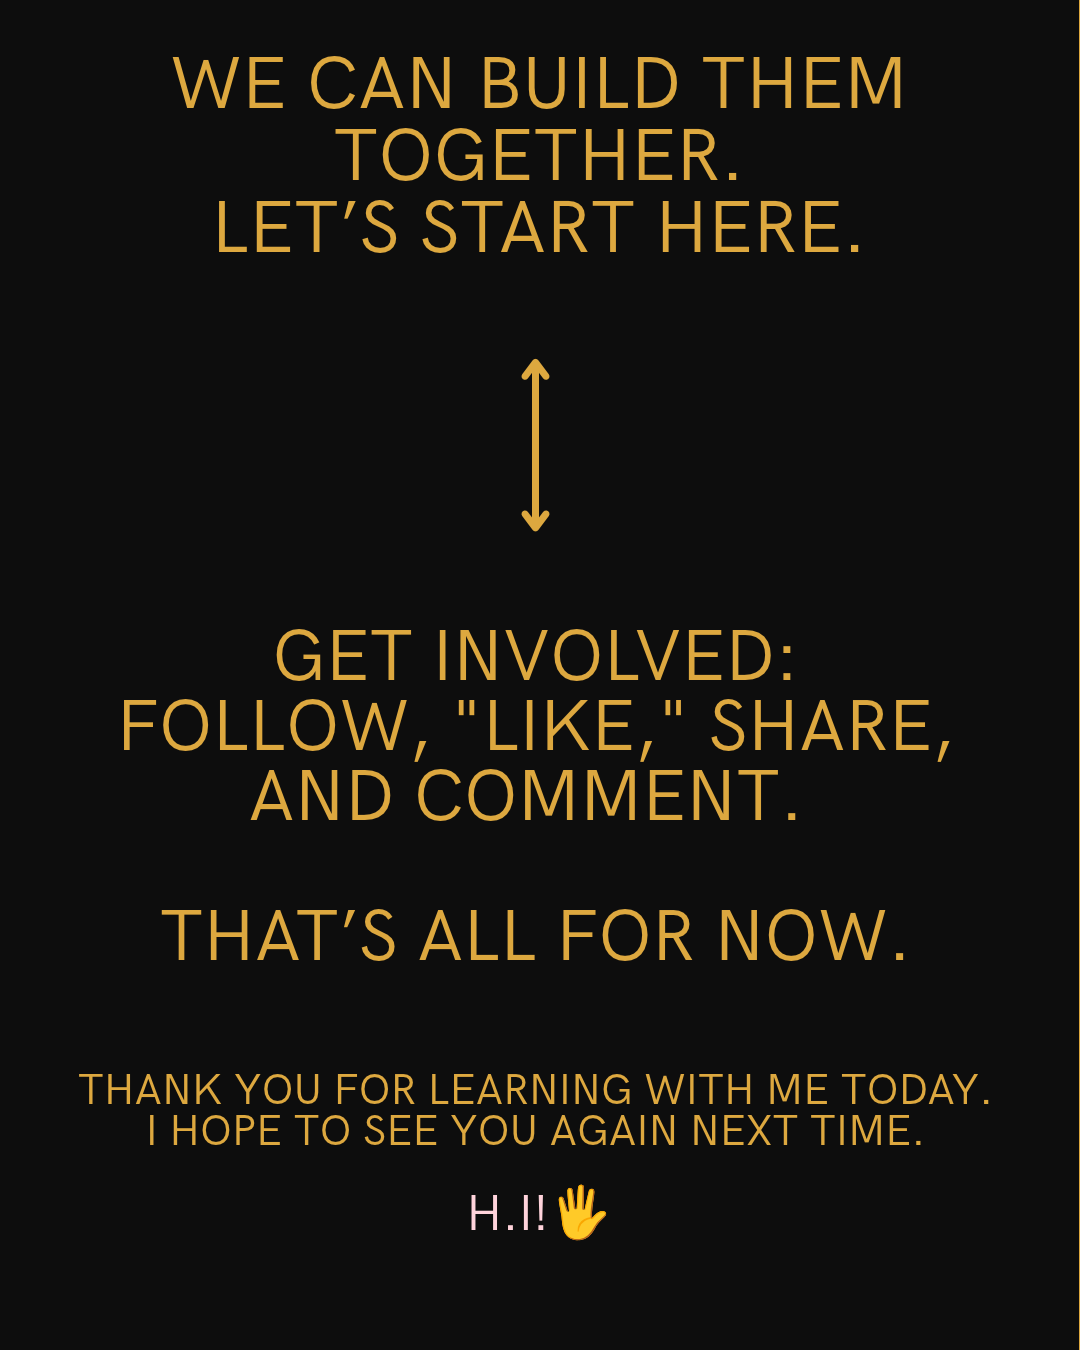 WE CAN BUILD THEM
TOGETHER.
LET’S START HERE.
GET INVOLVED:
FOLLOW, "LIKE," SHARE,
AND COMMENT.
THAT’S ALL FOR NOW.
THANK YOU FOR LEARNING WITH ME TODAY.
I HOPE TO SEE YOU AGAIN NEXT TIME.
H.I!🖐